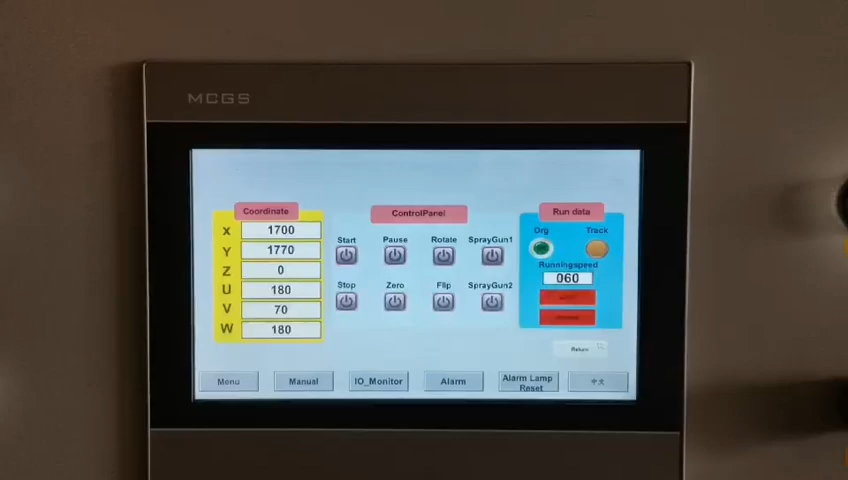 MCGS
Coordinate
ControlPanel
Run data
X 1700
Y 1770
Z 0
U 180
V 70
W 180
Start Pause Rotate SprayGun1
Stop Zero Flip SprayGun2
Org Track
Runningspeed
060
Return
Menu Manual IO_Monitor Alarm Alarm Lamp Reset 中文